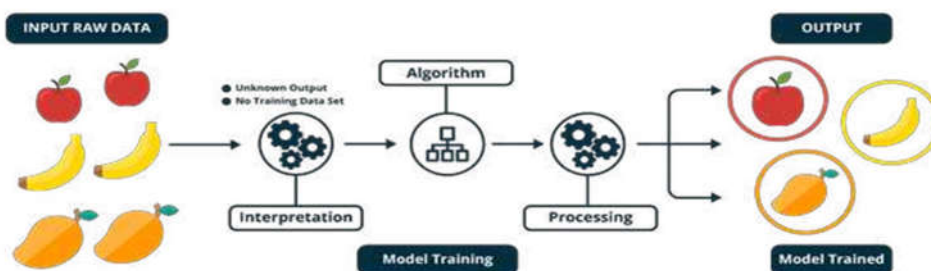 INPUT RAW DATA
OUTPUT
Algorithm
● Unknown Output
● No Training Data Set
Interpretation
Processing
Model Training
Model Trained